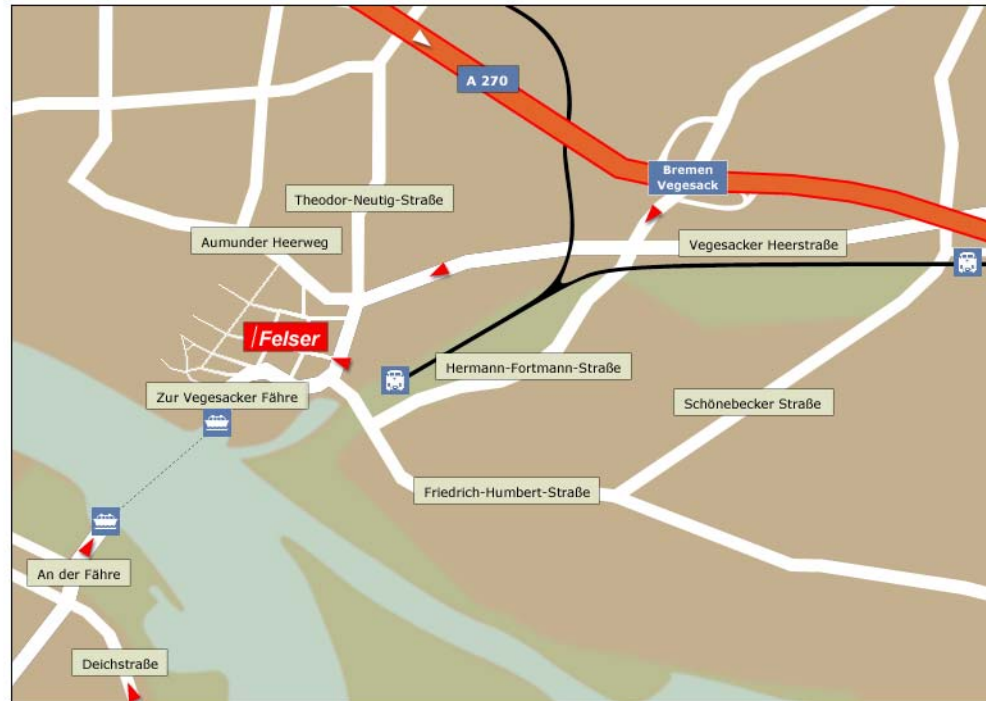 A 270
Bremen
Vegesack
Theodor-Neutig-Straße
Aumunder Heerweg
Vegesacker Heerstraße
Felser
Hermann-Fortmann-Straße
Zur Vegesacker Fähre
Schönebecker Straße
Friedrich-Humbert-Straße
An der Fähre
Deichstraße